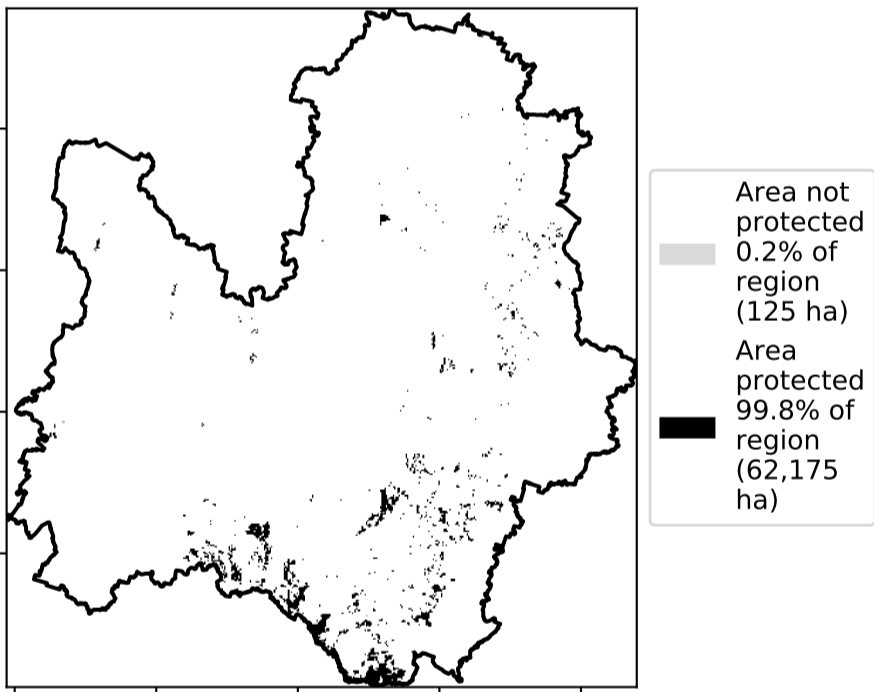 Area not
protected
0.2% of
region
(125 ha)
Area
protected
99.8% of
region
(62,175
ha)